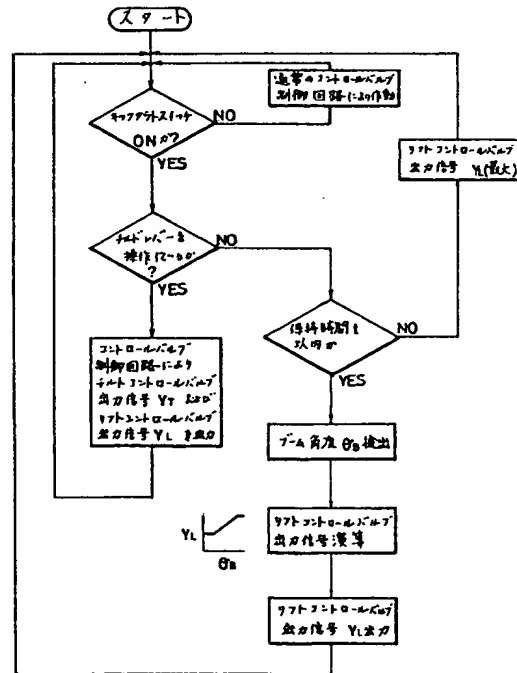 スタート
通常のコントロールバルブ
制御回路により作動
キックアウトスイッチ
ONか?
NO
YES
リフトコントロールバルブ
出力信号 YL(最大)
チルトレバーを
操作
?
NO
YES
保持時間t
以内か
NO
YES
コントロールバルブ
制御回路により
チルトコントロールバルブ
出力信号 YT および
リフトコントロールバルブ
出力信号 YL を出力
ブーム角度 θB 検出
YL
θB
リフトコントロールバルブ
出力信号演算
リフトコントロールバルブ
出力信号 YL出力